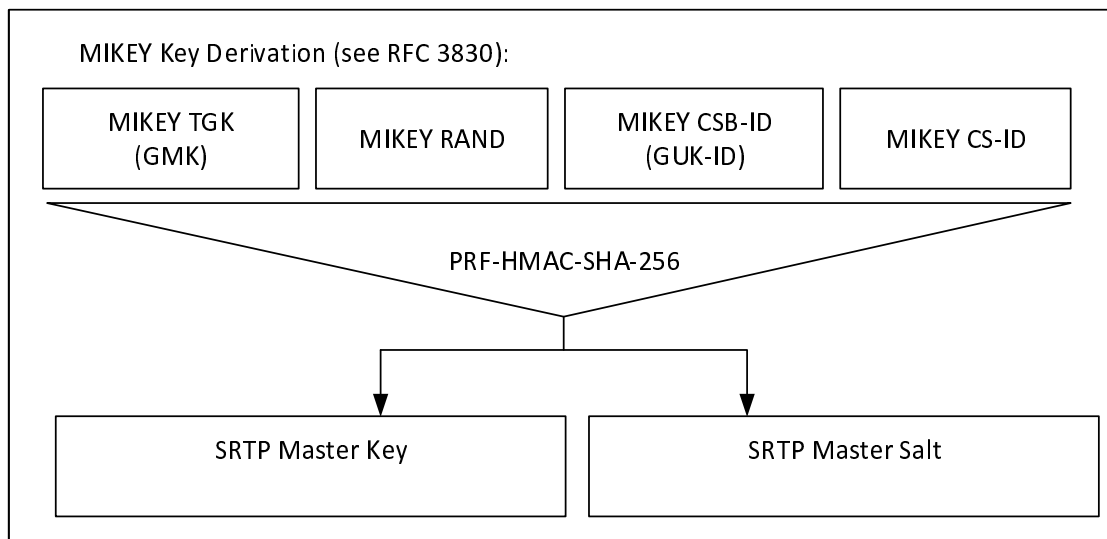 MIKEY Key Derivation (see RFC 3830):
MIKEY TGK
(GMK)
MIKEY RAND
MIKEY CSB-ID
(GUK-ID)
MIKEY CS-ID
PRF-HMAC-SHA-256
SRTP Master Key
SRTP Master Salt